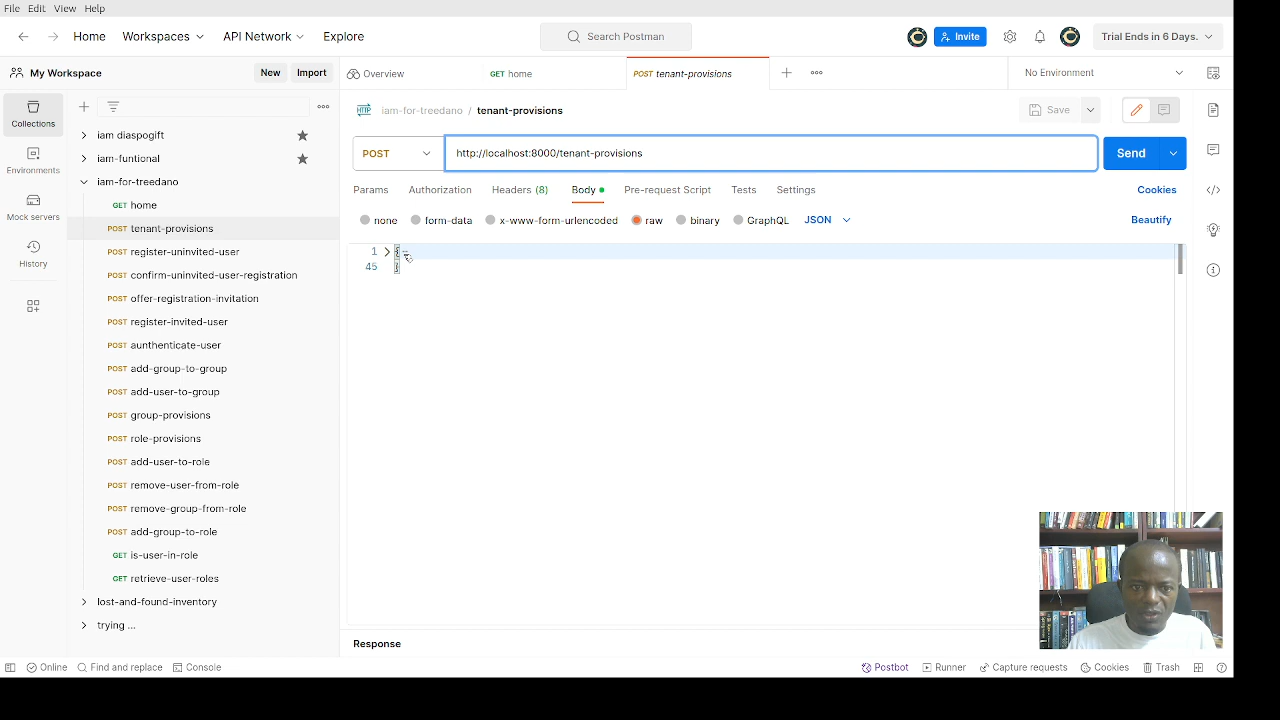 File Edit View Help
Home Workspaces API Network Explore
Search Postman
Invite
Trial Ends in 6 Days.
My Workspace
New Import
Overview
GET home
POST tenant-provisions
No Environment
Collections
Environments
Mock servers
History
iam diaspogift
iam-funtional
iam-for-treedano
GET home
POST tenant-provisions
POST register-uninvited-user
POST confirm-uninvited-user-registration
POST offer-registration-invitation
POST register-invited-user
POST aunthenticate-user
POST add-group-to-group
POST add-user-to-group
POST group-provisions
POST role-provisions
POST add-user-to-role
POST remove-user-from-role
POST remove-group-from-role
POST add-group-to-role
GET is-user-in-role
GET retrieve-user-roles
lost-and-found-inventory
trying ...
HTTP iam-for-treedano / tenant-provisions
Save
POST http://localhost:8000/tenant-provisions
Send
Params Authorization Headers (8) Body Pre-request Script Tests Settings
Cookies
none form-data x-www-form-urlencoded raw binary GraphQL JSON
Beautify
1 {
45 }
Response
Online Find and replace Console
Postbot Runner Capture requests Cookies Trash